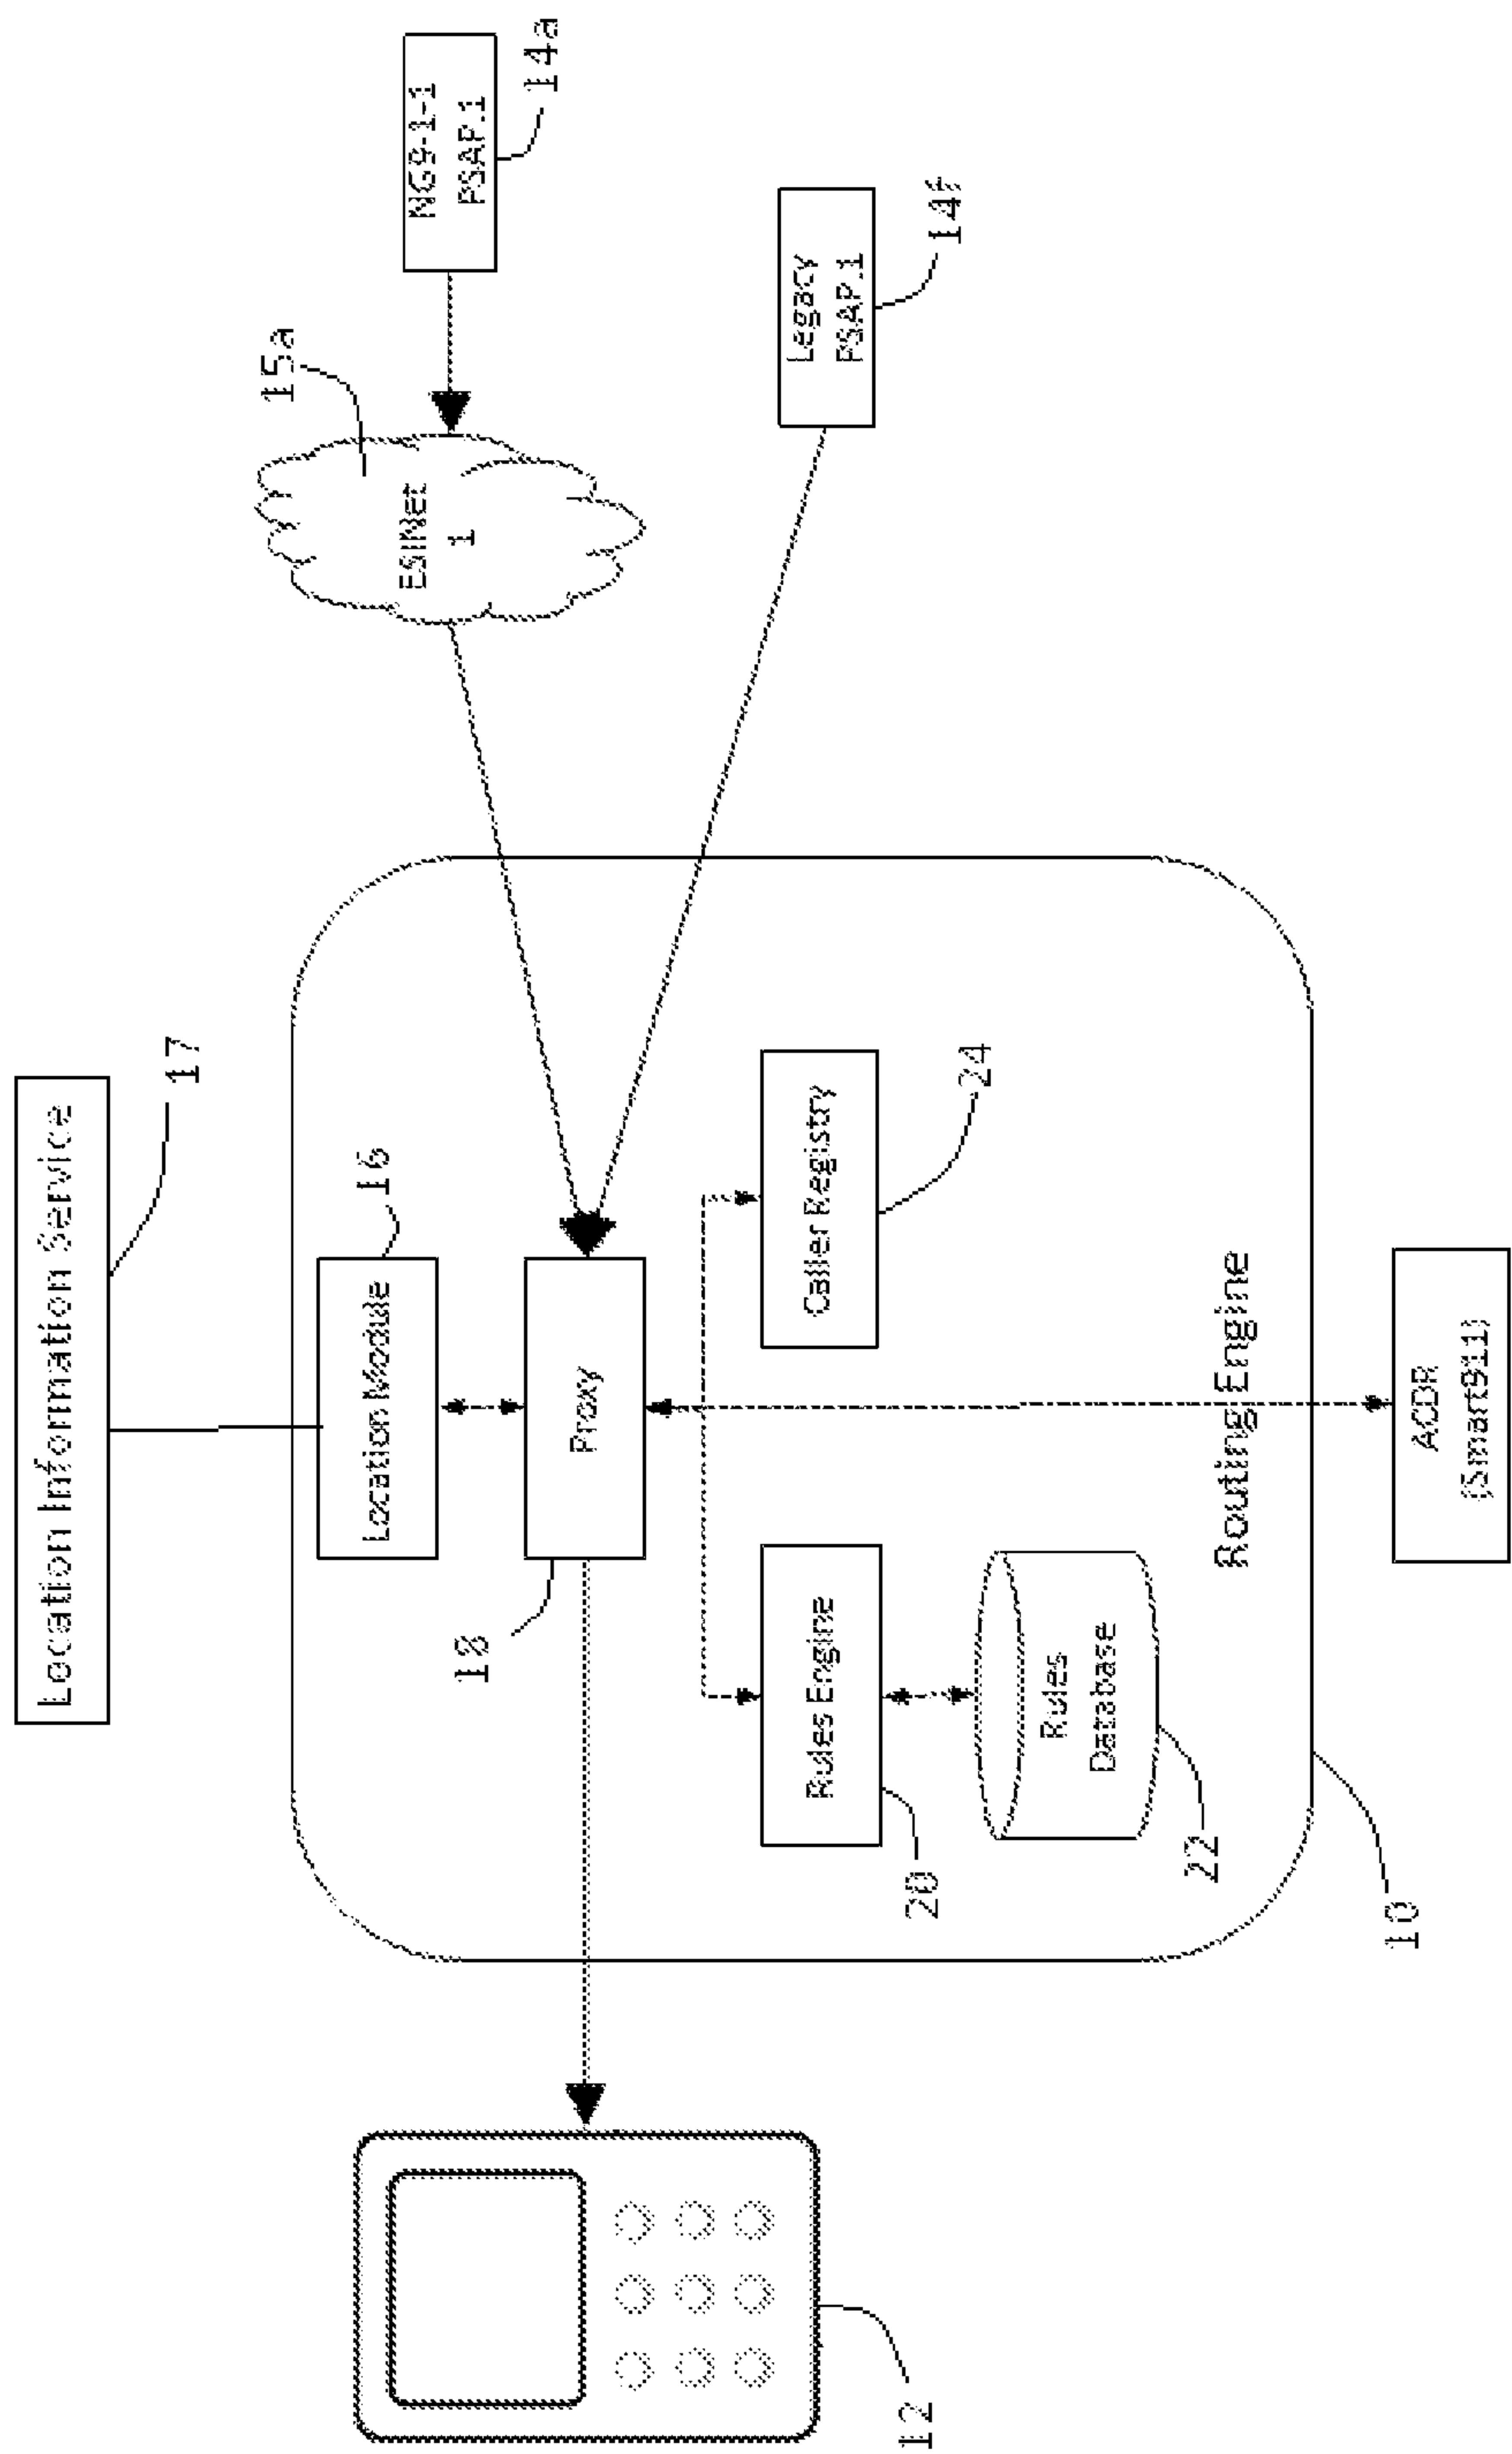 Location Information Service
17
Location Module
16
NG9-1-1
PSAP.1
14a
15a
ESINet
1
Proxy
18
Legacy
PSAP.1
14f
Rules Engine
20
Caller Registry
24
Rules
Database
22
Routing Engine
10
12
ACDR
(Smart911)